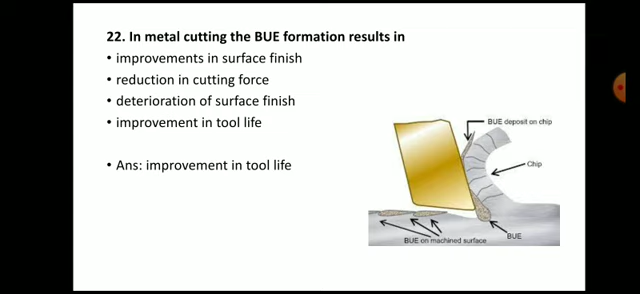 22. In metal cutting the BUE formation results in
• improvements in surface finish
• reduction in cutting force
• deterioration of surface finish
• improvement in tool life
• Ans: improvement in tool life
BUE deposit on chip
Chip
BUE
BUE on machined surface